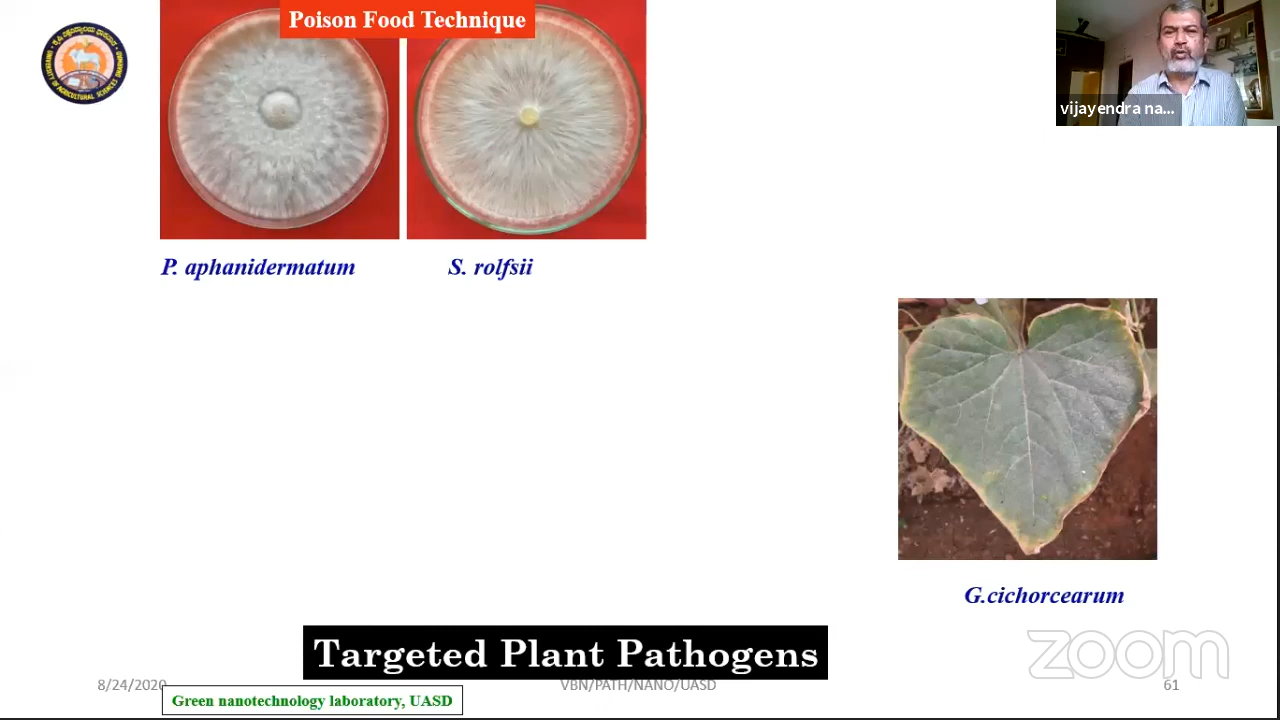 Poison Food Technique
vijayendra na...
P. aphanidermatum
S. rolfsii
G.cichorcearum
Targeted Plant Pathogens
zoom
8/24/2020
VBN/PATH/NANO/UASD
61
Green nanotechnology laboratory, UASD